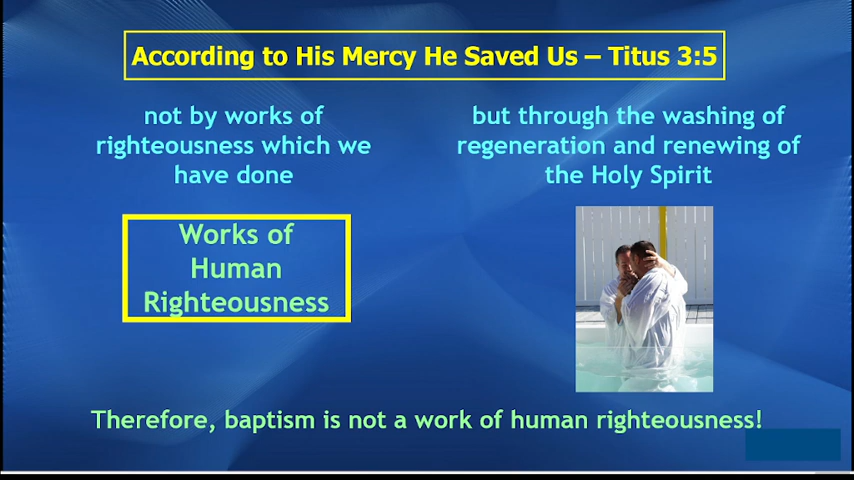 According to His Mercy He Saved Us – Titus 3:5
not by works of
righteousness which we
have done
but through the washing of
regeneration and renewing of
the Holy Spirit
Works of
Human
Righteousness
Therefore, baptism is not a work of human righteousness!